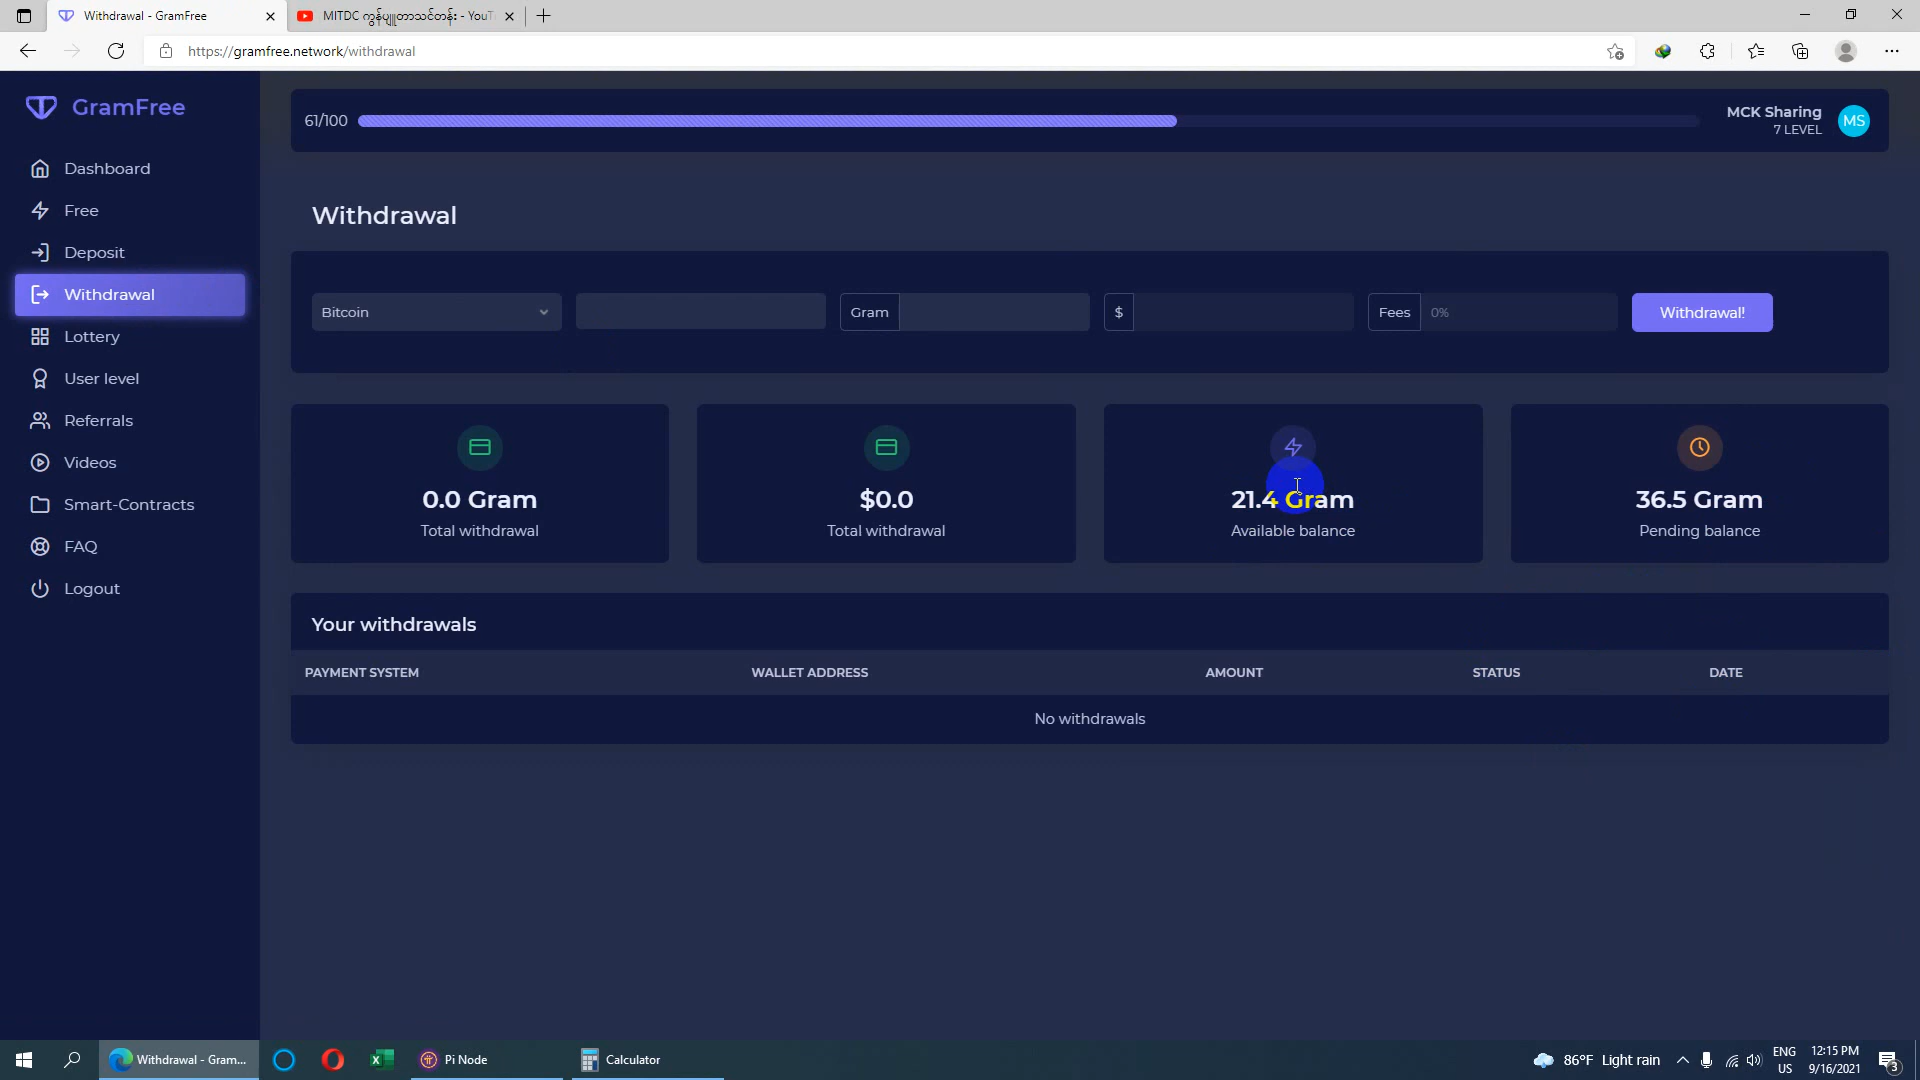 Withdrawal - GramFree
MITDC ကွန်ပျူတာသင်တန်း - YouT
https://gramfree.network/withdrawal
GramFree
61/100
MCK Sharing
7 LEVEL
MS
Dashboard
Free
Deposit
Withdrawal
Lottery
User level
Referrals
Videos
Smart-Contracts
FAQ
Logout
Withdrawal
Bitcoin
Gram
$
Fees
0%
Withdrawal!
0.0 Gram
Total withdrawal
$0.0
Total withdrawal
21.4 Gram
Available balance
36.5 Gram
Pending balance
Your withdrawals
PAYMENT SYSTEM
WALLET ADDRESS
AMOUNT
STATUS
DATE
No withdrawals
Withdrawal - Gram...
Pi Node
Calculator
86°F Light rain
ENG
US
12:15 PM
9/16/2021
3